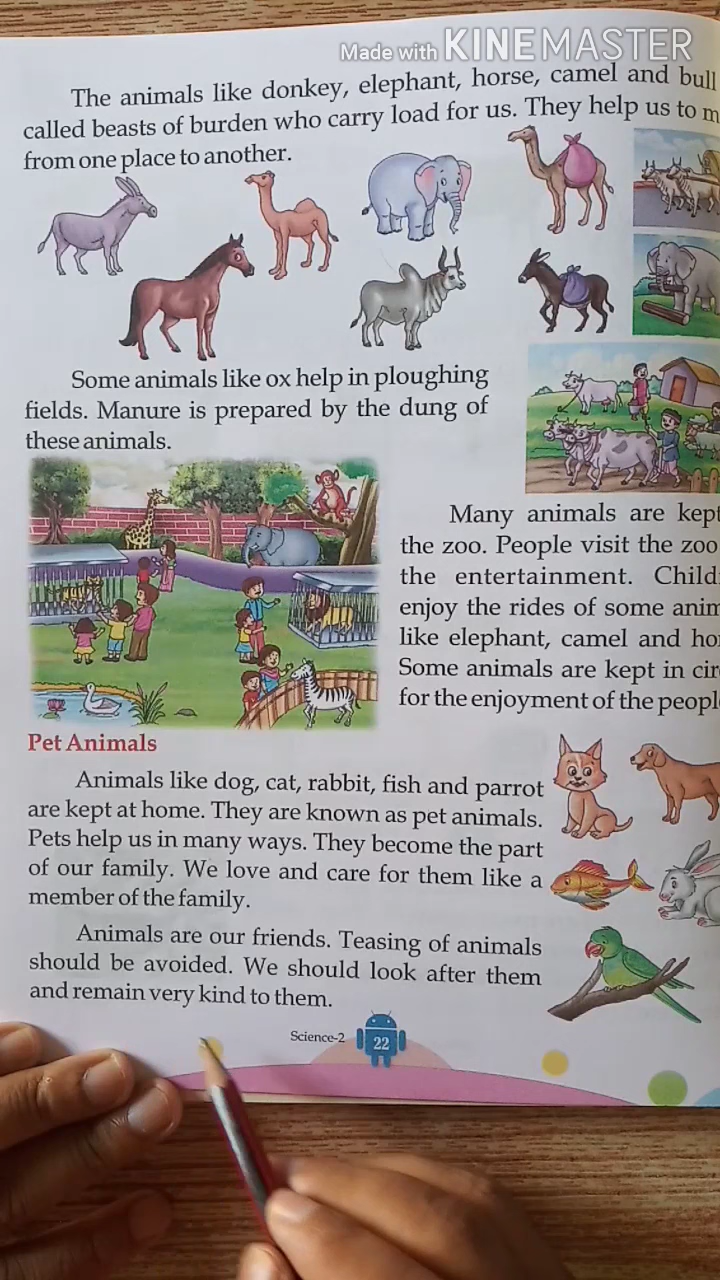 Made with KINEMASTER
The animals like donkey, elephant, horse, camel and bull
called beasts of burden who carry load for us. They help us to m
from one place to another.
Some animals like ox help in ploughing
fields. Manure is prepared by the dung of
these animals.
Many animals are kept
the zoo. People visit the zoo
the entertainment. Child
enjoy the rides of some anim
like elephant, camel and ho
Some animals are kept in cir
for the enjoyment of the peopl
Pet Animals
Animals like dog, cat, rabbit, fish and parrot
are kept at home. They are known as pet animals.
Pets help us in many ways. They become the part
of our family. We love and care for them like a
member of the family.
Animals are our friends. Teasing of animals
should be avoided. We should look after them
and remain very kind to them.
Science-2 22